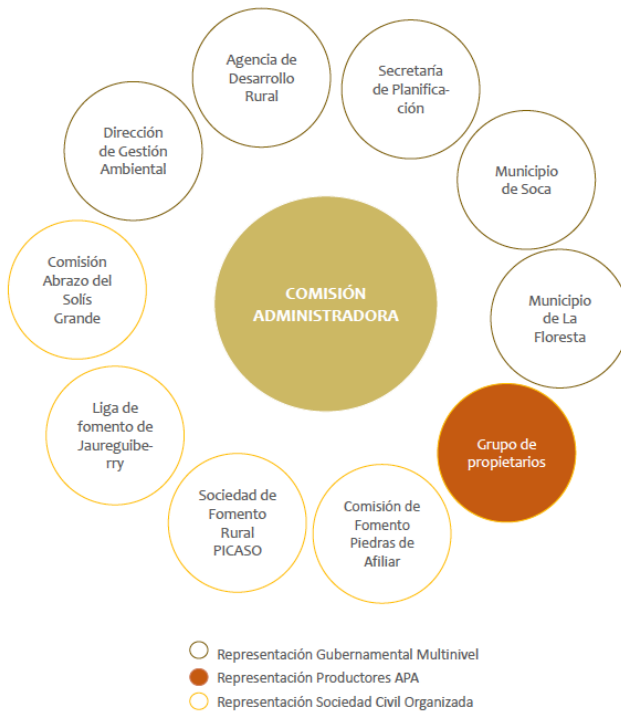 Agencia de
Desarrollo
Rural
Secretaría
de Planifica-
ción
Dirección
de Gestión
Ambiental
Municipio
de Soca
Comisión
Abrazo del
Solís
Grande
COMISIÓN
ADMINISTRADORA
Municipio
de La
Floresta
Liga de
fomento de
Jaureguibe-
rry
Grupo de
propietarios
Sociedad de
Fomento
Rural
PICASO
Comisión de
Fomento
Piedras de
Afiliar
Representación Gubernamental Multinivel
Representación Productores APA
Representación Sociedad Civil Organizada